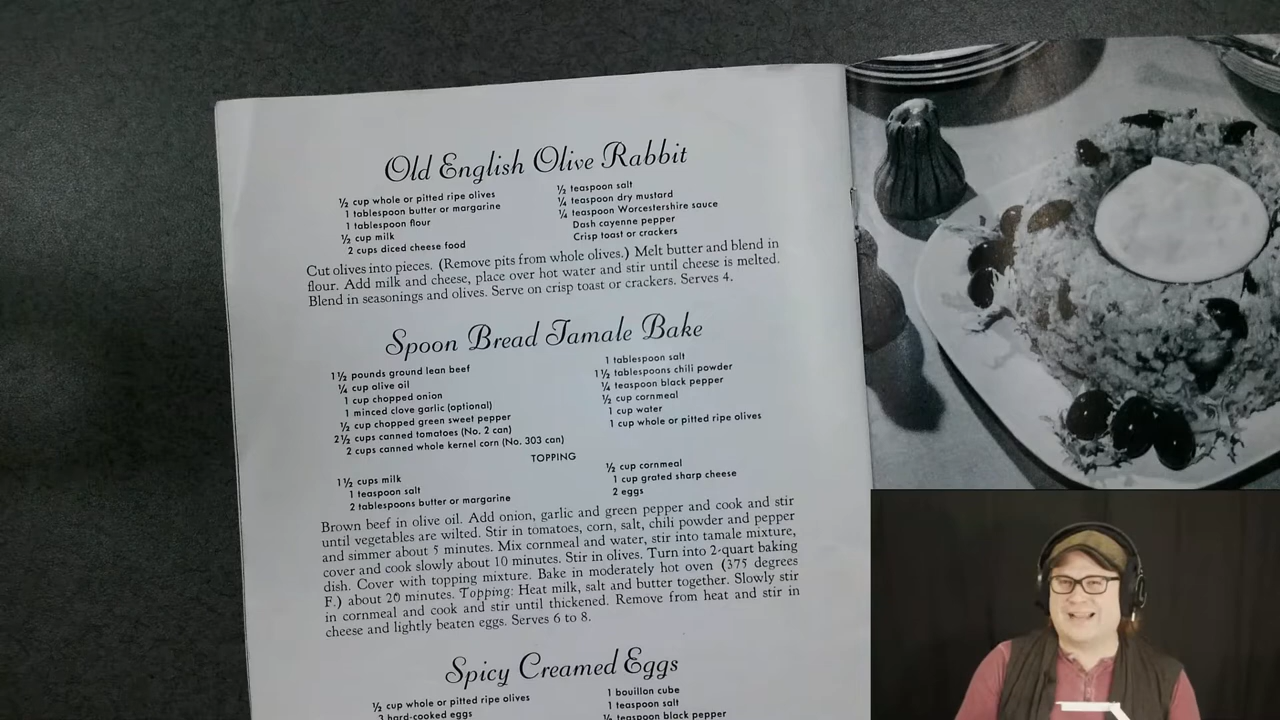 Old English Olive Rabbit
½ cup whole or pitted ripe olives
1 tablespoon butter or margarine
1 tablespoon flour
½ cup milk
2 cups diced cheese food
½ teaspoon salt
¼ teaspoon dry mustard
¼ teaspoon Worcestershire sauce
Dash cayenne pepper
Crisp toast or crackers
Cut olives into pieces. (Remove pits from whole olives.) Melt butter and blend in
flour. Add milk and cheese, place over hot water and stir until cheese is melted.
Blend in seasonings and olives. Serve on crisp toast or crackers. Serves 4.
Spoon Bread Tamale Bake
1½ pounds ground lean beef
¼ cup olive oil
1 cup chopped onion
1 minced clove garlic (optional)
½ cup chopped green sweet pepper
2½ cups canned tomatoes (No. 2 can)
2 cups canned whole kernel corn (No. 303 can)
1 tablespoon salt
1½ tablespoons chili powder
¼ teaspoon black pepper
½ cup cornmeal
1 cup water
1 cup whole or pitted ripe olives
TOPPING
1½ cups milk
1 teaspoon salt
2 tablespoons butter or margarine
½ cup cornmeal
1 cup grated sharp cheese
2 eggs
Brown beef in olive oil. Add onion, garlic and green pepper and cook and stir
until vegetables are wilted. Stir in tomatoes, corn, salt, chili powder and pepper
and simmer about 5 minutes. Mix cornmeal and water, stir into tamale mixture,
cover and cook slowly about 10 minutes. Stir in olives. Turn into 2-quart baking
dish. Cover with topping mixture. Bake in moderately hot oven (375 degrees
F.) about 20 minutes. Topping: Heat milk, salt and butter together. Slowly stir
in cornmeal and cook and stir until thickened. Remove from heat and stir in
cheese and lightly beaten eggs. Serves 6 to 8.
Spicy Creamed Eggs
½ cup whole or pitted ripe olives
3 hard-cooked eggs
1 bouillon cube
1 teaspoon salt
teaspoon black pepper